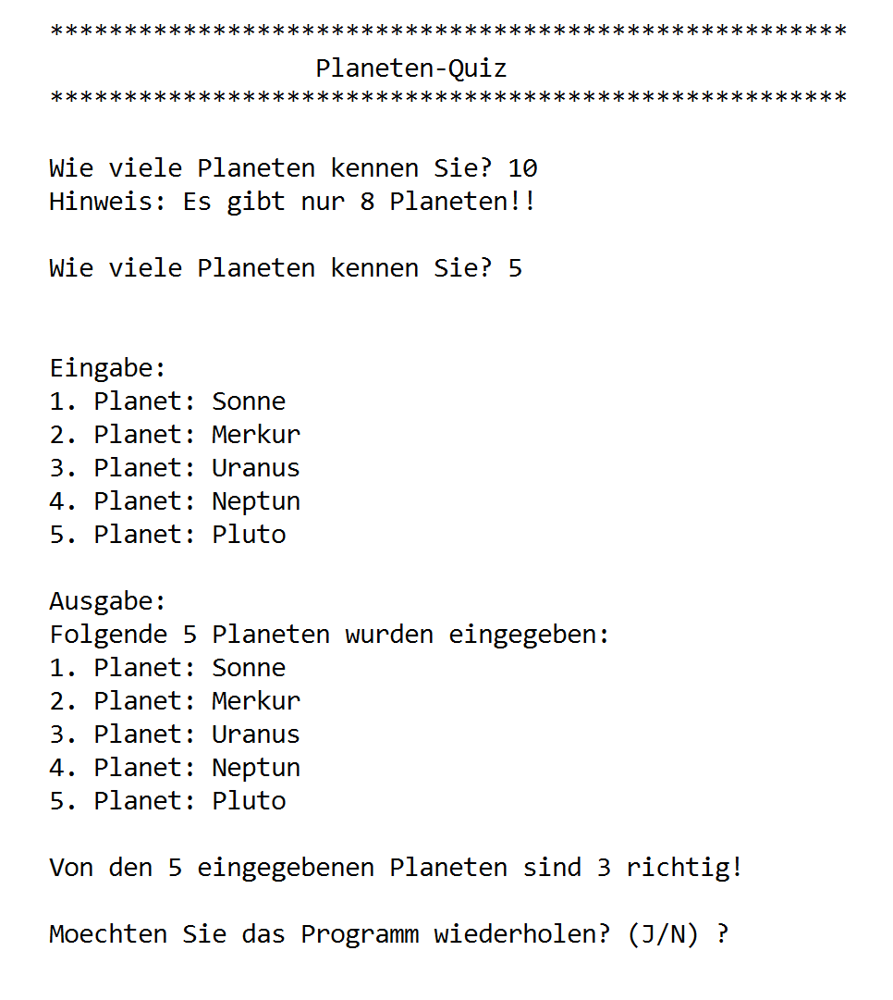 ******************************************************
Planeten-Quiz
******************************************************
Wie viele Planeten kennen Sie? 10
Hinweis: Es gibt nur 8 Planeten!!
Wie viele Planeten kennen Sie? 5
Eingabe:
1. Planet: Sonne
2. Planet: Merkur
3. Planet: Uranus
4. Planet: Neptun
5. Planet: Pluto
Ausgabe:
Folgende 5 Planeten wurden eingegeben:
1. Planet: Sonne
2. Planet: Merkur
3. Planet: Uranus
4. Planet: Neptun
5. Planet: Pluto
Von den 5 eingegebenen Planeten sind 3 richtig!
Moechten Sie das Programm wiederholen? (J/N) ?